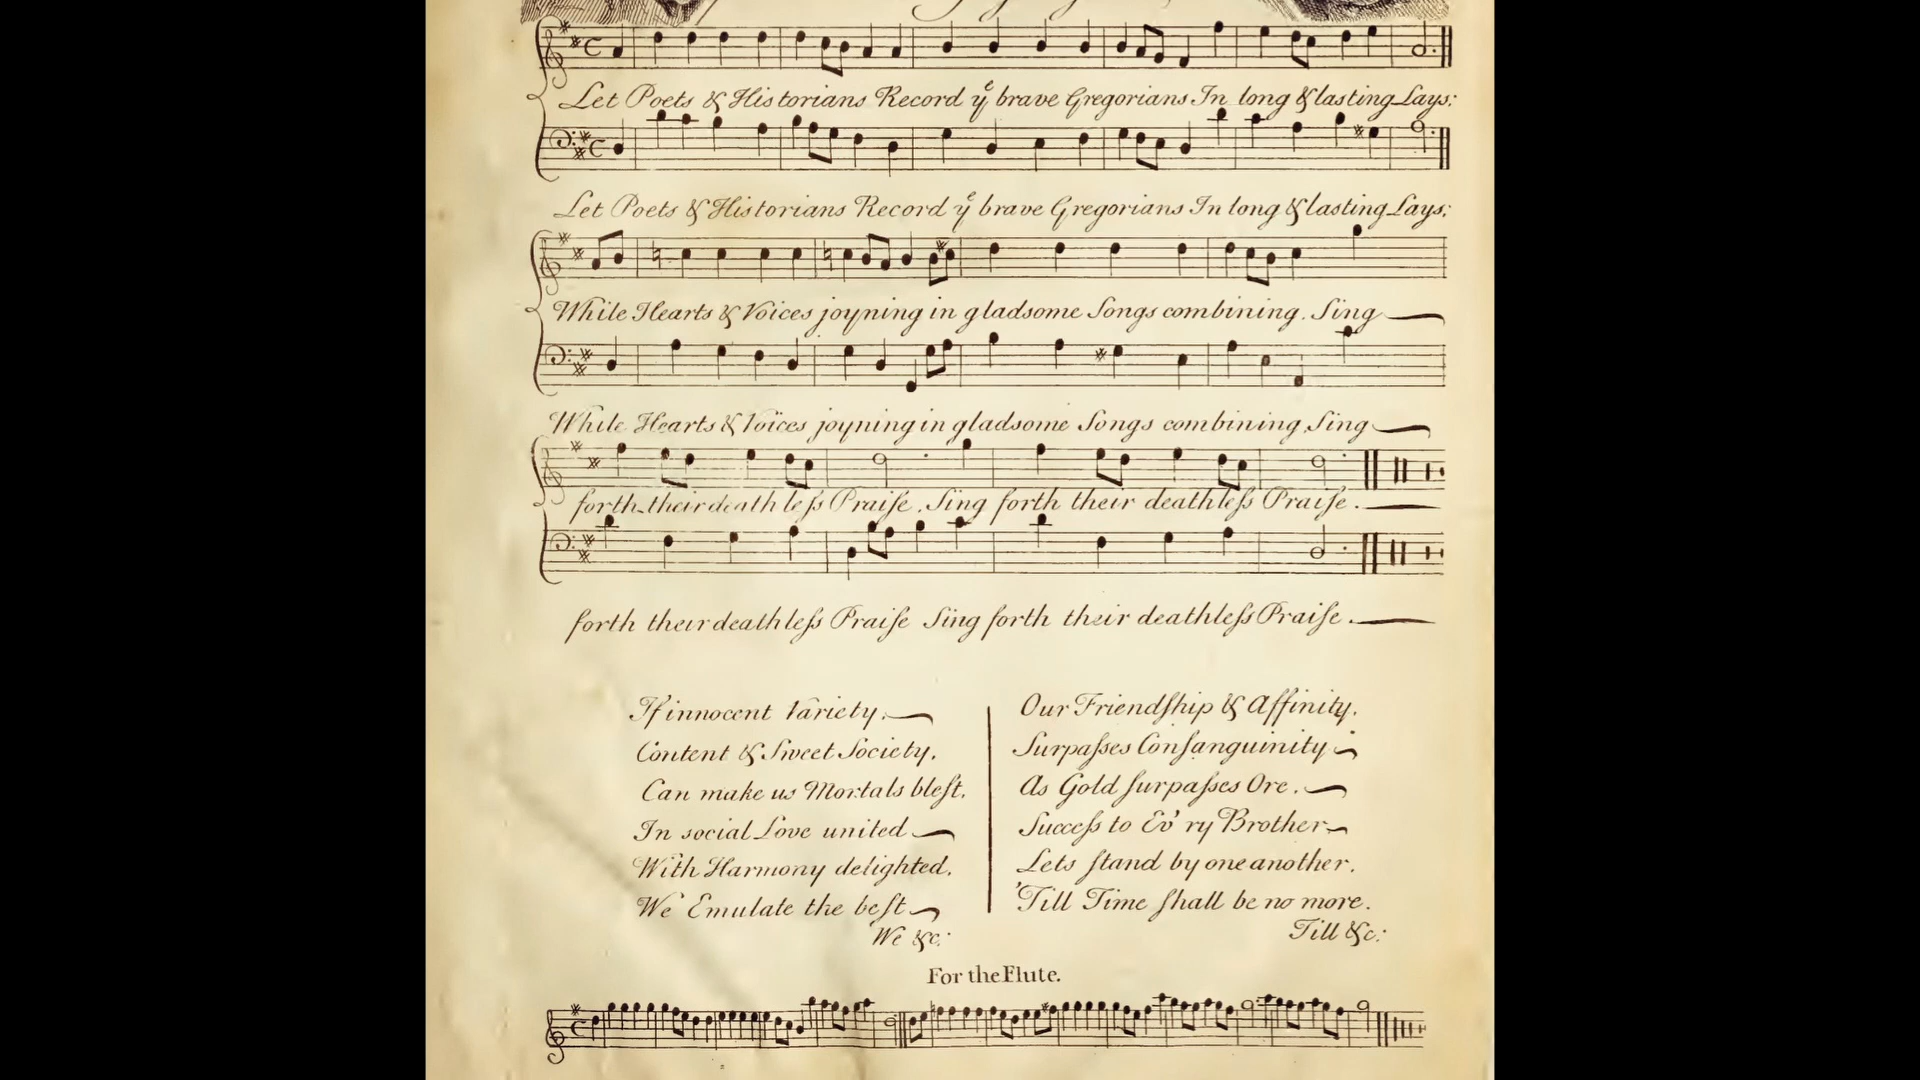 Let Poets & Historians Record yͤ brave Gregorians In long & lasting Lays:
Let Poets & Historians Record yͤ brave Gregorians In long & lasting Lays:
While Hearts & Voices joyning in gladsome Songs combining. Sing
While Hearts & Voices joyning in gladsome Songs combining Sing
forth their deathleſs Praiſe. Sing forth their deathleſs Praiſe.
forth their deathleſs Praiſe Sing forth their deathleſs Praiſe.
If innocent Variety.
Content & Sweet Society.
Can make us Mortals bleſt.
In social Love united
With Harmony delighted.
We Emulate the beſt
We &c:
Our Friendſhip & Affinity.
Surpaſses Conſanguinity
As Gold ſurpaſses Ore.
Succeſs to Ev'ry Brother
Lets ſtand by one another.
'Till Time ſhall be no more.
Till &c:
For the Flute.